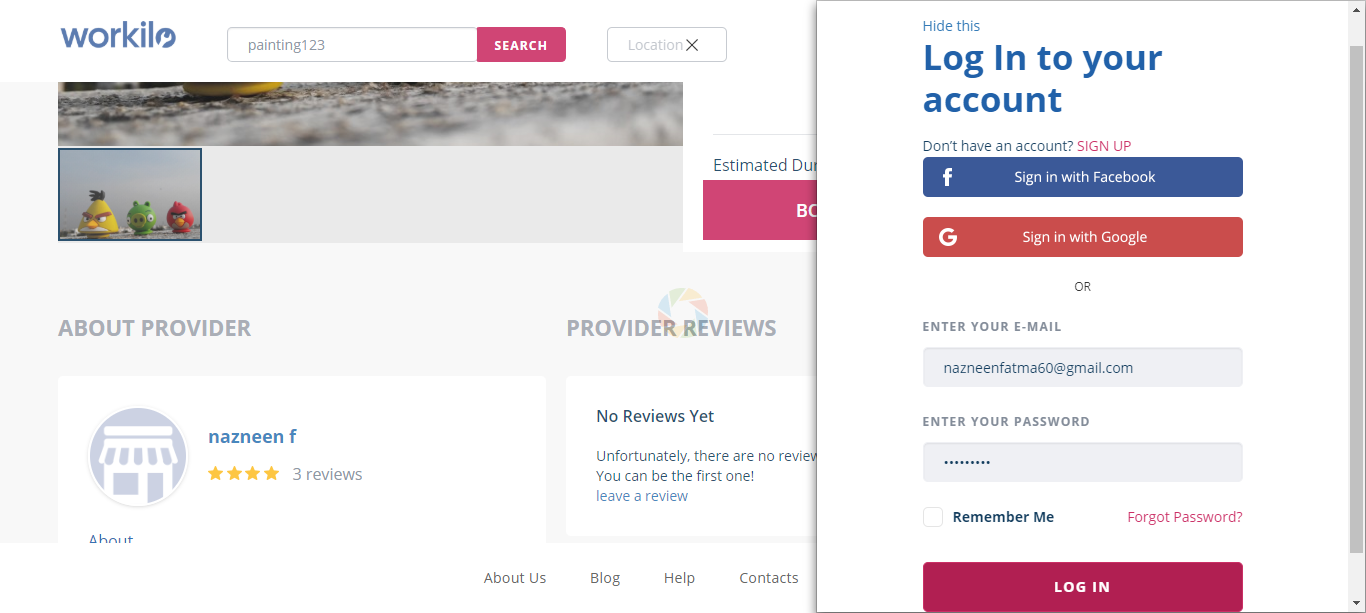 workilo
painting123
SEARCH
Location
Estimated Dur
BO
ABOUT PROVIDER
nazneen f
3 reviews
About
PROVIDER REVIEWS
No Reviews Yet
Unfortunately, there are no review
You can be the first one!
leave a review
About Us
Blog
Help
Contacts
Hide this
Log In to your
account
Don't have an account? SIGN UP
Sign in with Facebook
Sign in with Google
OR
ENTER YOUR E-MAIL
nazneenfatma60@gmail.com
ENTER YOUR PASSWORD
•••••••••
Remember Me
Forgot Password?
LOG IN